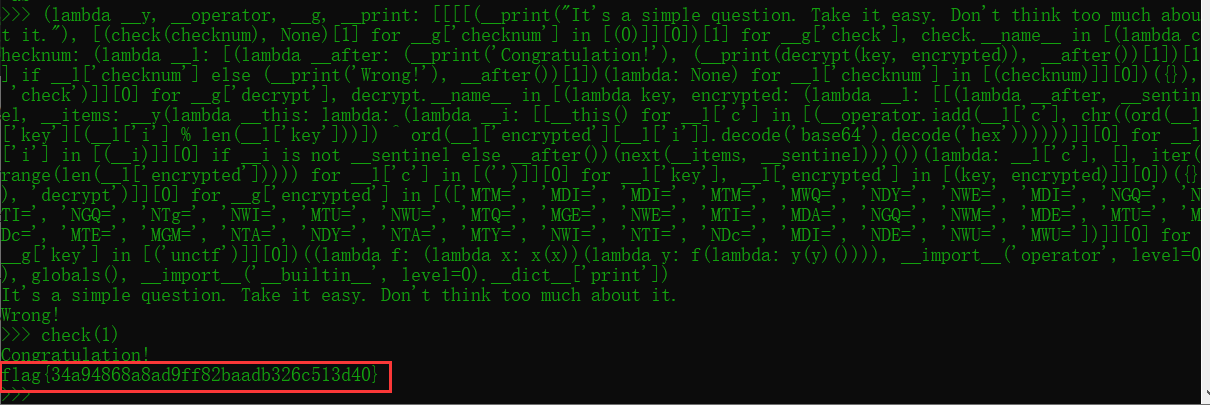 >>> (lambda __y, __operator, __g, __print: [[[[(__print("It's a simple question. Take it easy. Don't think too much abou
t it."), [(check(checknum), None)[1] for __g['checknum'] in [(0)]][0])[1] for __g['check'], check.__name__ in [(lambda c
hecknum: (lambda __l: [(lambda __after: (__print('Congratulation!'), (__print(decrypt(key, encrypted)), __after())[1])[1
] if __l['checknum'] else (__print('Wrong!'), __after())[1])(lambda: None) for __l['checknum'] in [(checknum)]][0])({}),
'check')]][0] for __g['decrypt'], decrypt.__name__ in [(lambda key, encrypted: (lambda __l: [[(lambda __after, __sentin
el, __items: __y(lambda __this: lambda: (lambda __i: [[__this() for __l['c'] in [(__operator.iadd(__l['c'], chr((ord(__l
['key'][(__l['i'] % len(__l['key']))]) ^ ord(__l['encrypted'][__l['i']].decode('base64').decode('hex'))))))]][0] for __l
['i'] in [(__i)]][0] if __i is not __sentinel else __after())(next(__items, __sentinel)))())(lambda: __l['c'], [], iter(
range(len(__l['encrypted'])))) for __l['c'] in [('')]][0] for __l['key'], __l['encrypted'] in [(key, encrypted)]][0])({}
), 'decrypt')]][0] for __g['encrypted'] in [(['MTM=', 'MDI=', 'MDI=', 'MTM=', 'MWQ=', 'NDY=', 'NWE=', 'MDI=', 'NGQ=', 'N
TI=', 'NGQ=', 'NTg=', 'NWI=', 'MTU=', 'NWU=', 'MTQ=', 'MGE=', 'NWE=', 'MTI=', 'MDA=', 'NGQ=', 'NWM=', 'MDE=', 'MTU=', 'M
Dc=', 'MTE=', 'MGM=', 'NTA=', 'NDY=', 'NTA=', 'MTY=', 'NWI=', 'NTI=', 'NDc=', 'MDI=', 'NDE=', 'NWU=', 'MWU='])]][0] for
__g['key'] in [('unctf')]][0])((lambda f: (lambda x: x(x))(lambda y: f(lambda: y(y)()))), __import__('operator', level=0
), globals(), __import__('__builtin__', level=0).__dict__['print'])
It's a simple question. Take it easy. Don't think too much about it.
Wrong!
>>> check(1)
Congratulation!
flag{34a94868a8ad9ff82baadb326c513d40}
>>>